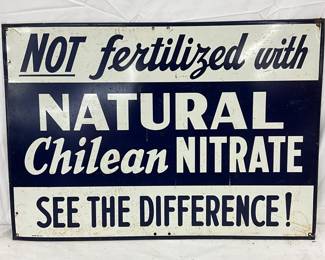 NOT fertilized with
NATURAL
Chilean NITRATE
SEE THE DIFFERENCE!